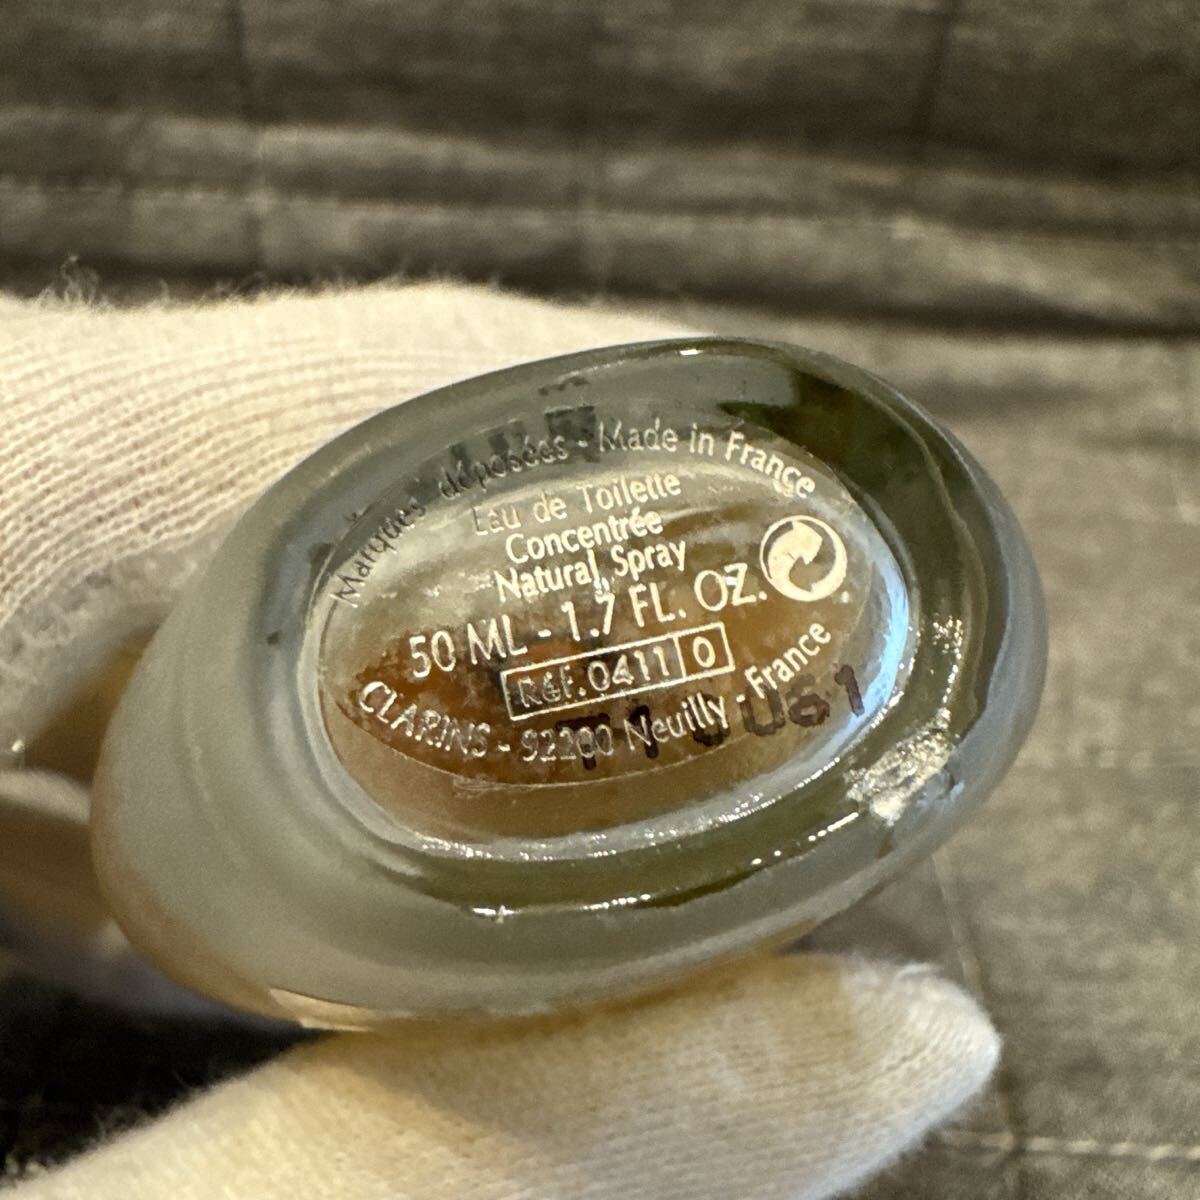 Marques déposées - Made in France
Eau de Toilette
Concentrée
Natural Spray
50 ML - 1.7 FL. OZ.
Réf. 0411 0
CLARINS - 92200 Neuilly - France